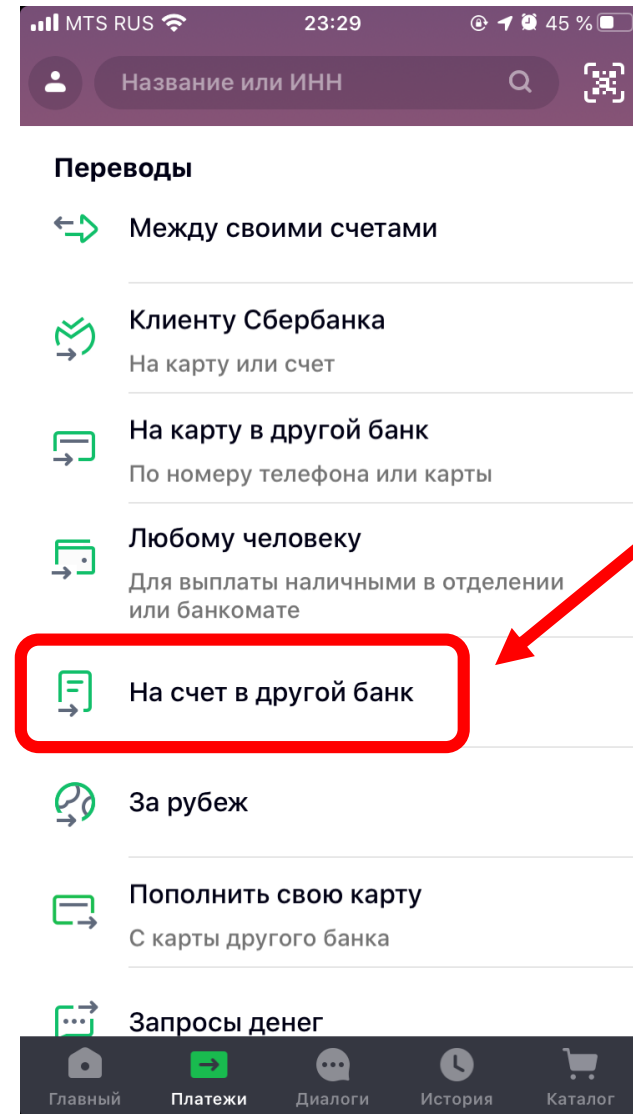 MTS RUS 23:29 45 %
Название или ИНН
Переводы
Между своими счетами
Клиенту Сбербанка
На карту или счет
На карту в другой банк
По номеру телефона или карты
Любому человеку
Для выплаты наличными в отделении
или банкомате
На счет в другой банк
За рубеж
Пополнить свою карту
С карты другого банка
Запросы денег
Главный Платежи Диалоги История Каталог